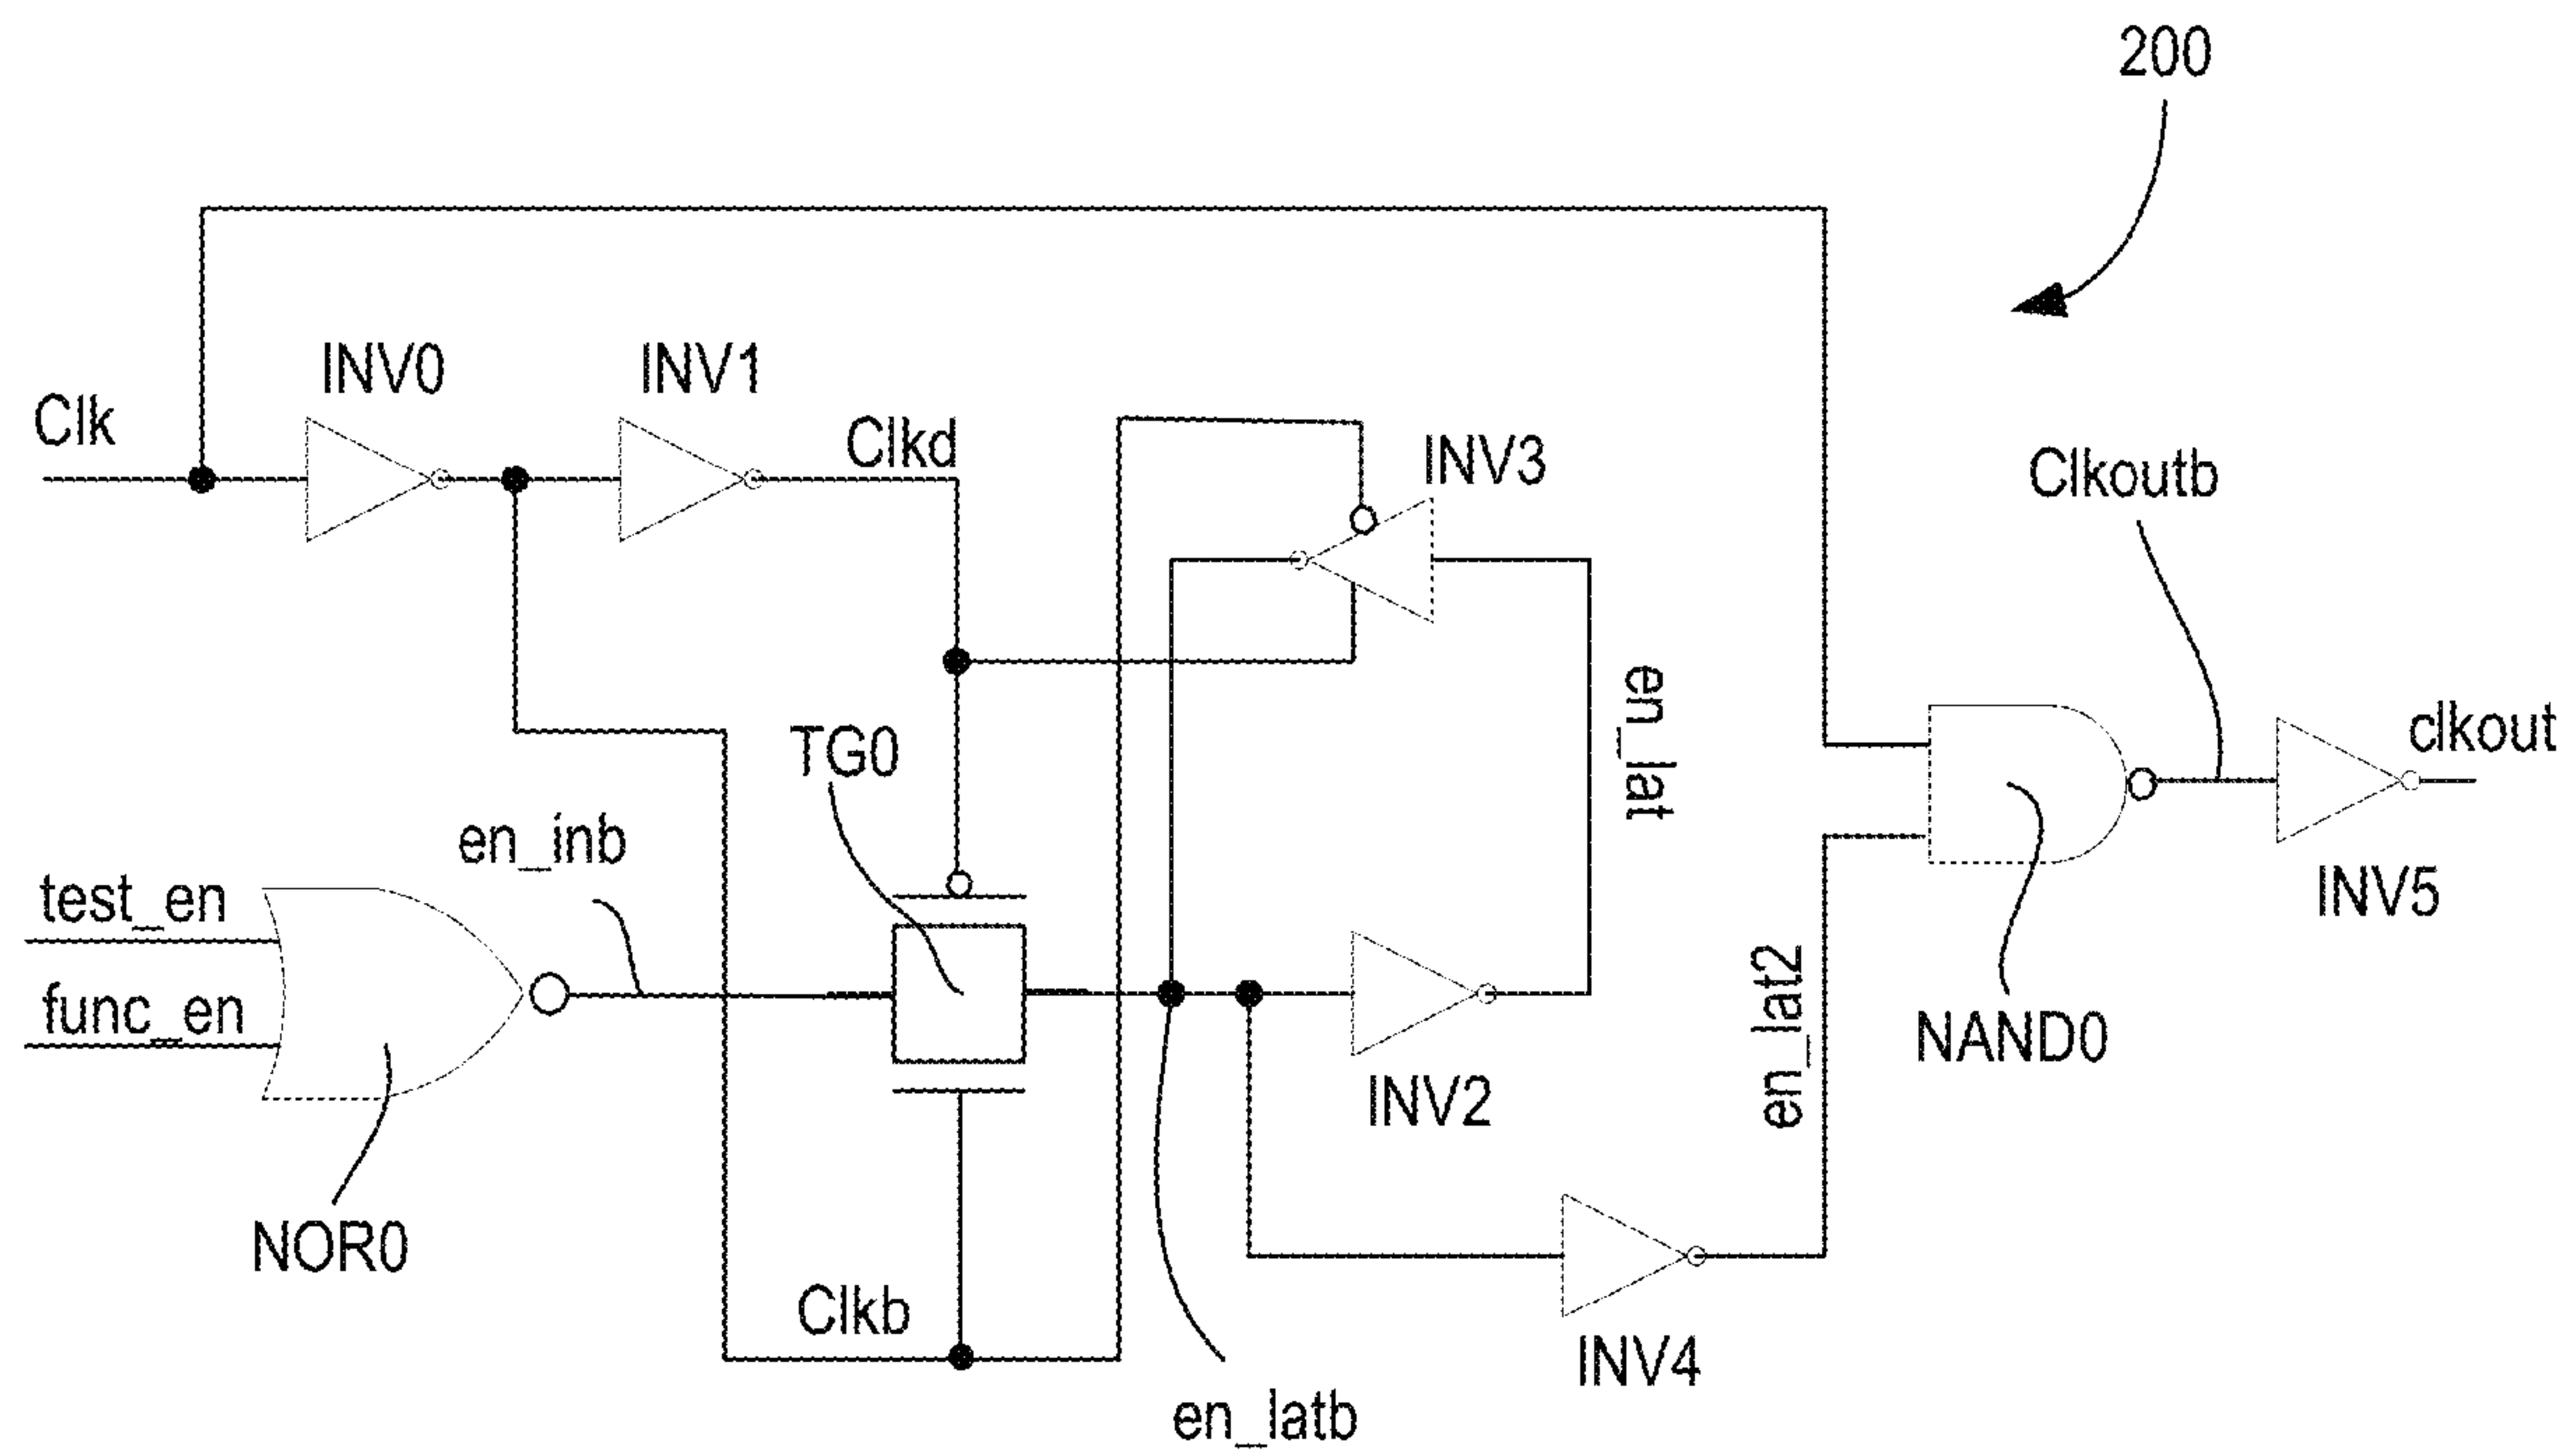 200
INV0
INV1
Clk
Clkd
INV3
Clkoutb
en_lat
TG0
clkout
en_inb
test_en
func_en
INV5
en_lat2
NAND0
INV2
NOR0
Clkb
INV4
en_latb